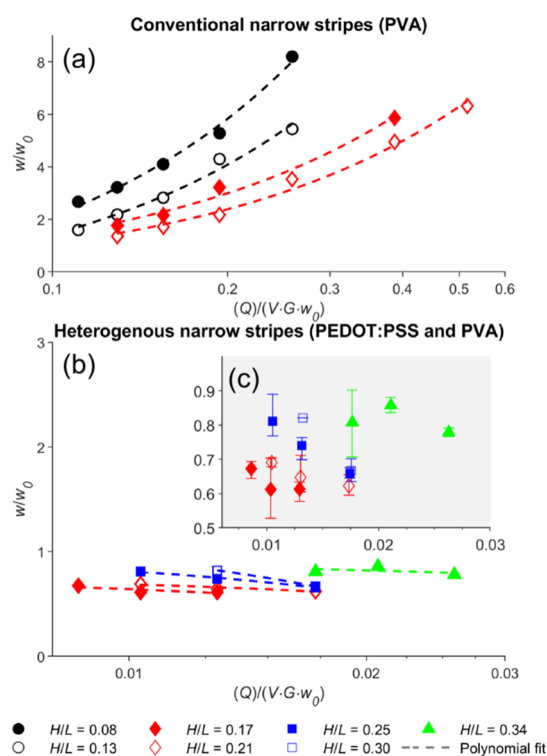 Conventional narrow stripes (PVA)
(a)
w/w0
8
6
4
2
0
0.1 0.2 0.3 0.4 0.5 0.6
(Q)/(V·G·w0)
Heterogenous narrow stripes (PEDOT:PSS and PVA)
(b)
w/w0
3
2
1
0
(c)
0.9
0.8
0.7
0.6
0.5
0.01 0.02 0.03
0.01 0.02 0.03
(Q)/(V·G·w0)
H/L = 0.08 H/L = 0.17 H/L = 0.25 H/L = 0.34
H/L = 0.13 H/L = 0.21 H/L = 0.30 Polynomial fit